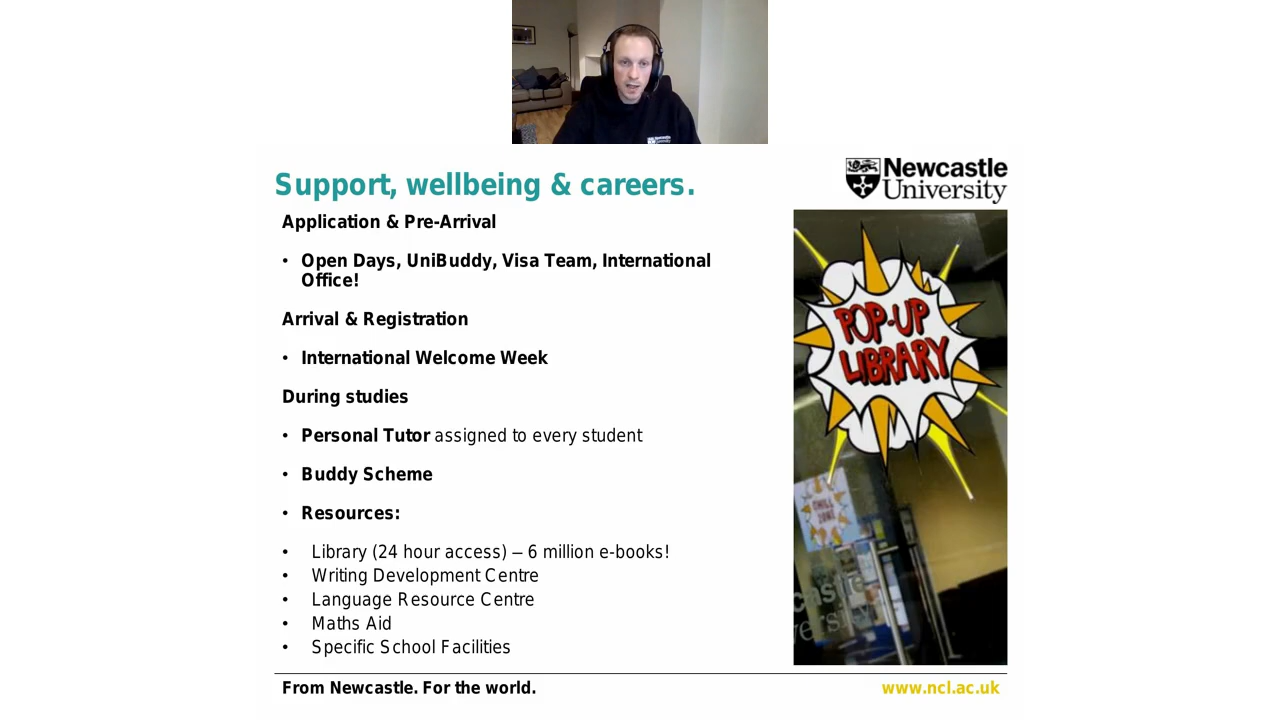 Support, wellbeing & careers.
Newcastle
University
Application & Pre-Arrival
• Open Days, UniBuddy, Visa Team, International
Office!
Arrival & Registration
• International Welcome Week
During studies
• Personal Tutor assigned to every student
• Buddy Scheme
• Resources:
• Library (24 hour access) – 6 million e-books!
• Writing Development Centre
• Language Resource Centre
• Maths Aid
• Specific School Facilities
POP-UP
LIBRARY
CHILL
ZONE
From Newcastle. For the world.
www.ncl.ac.uk